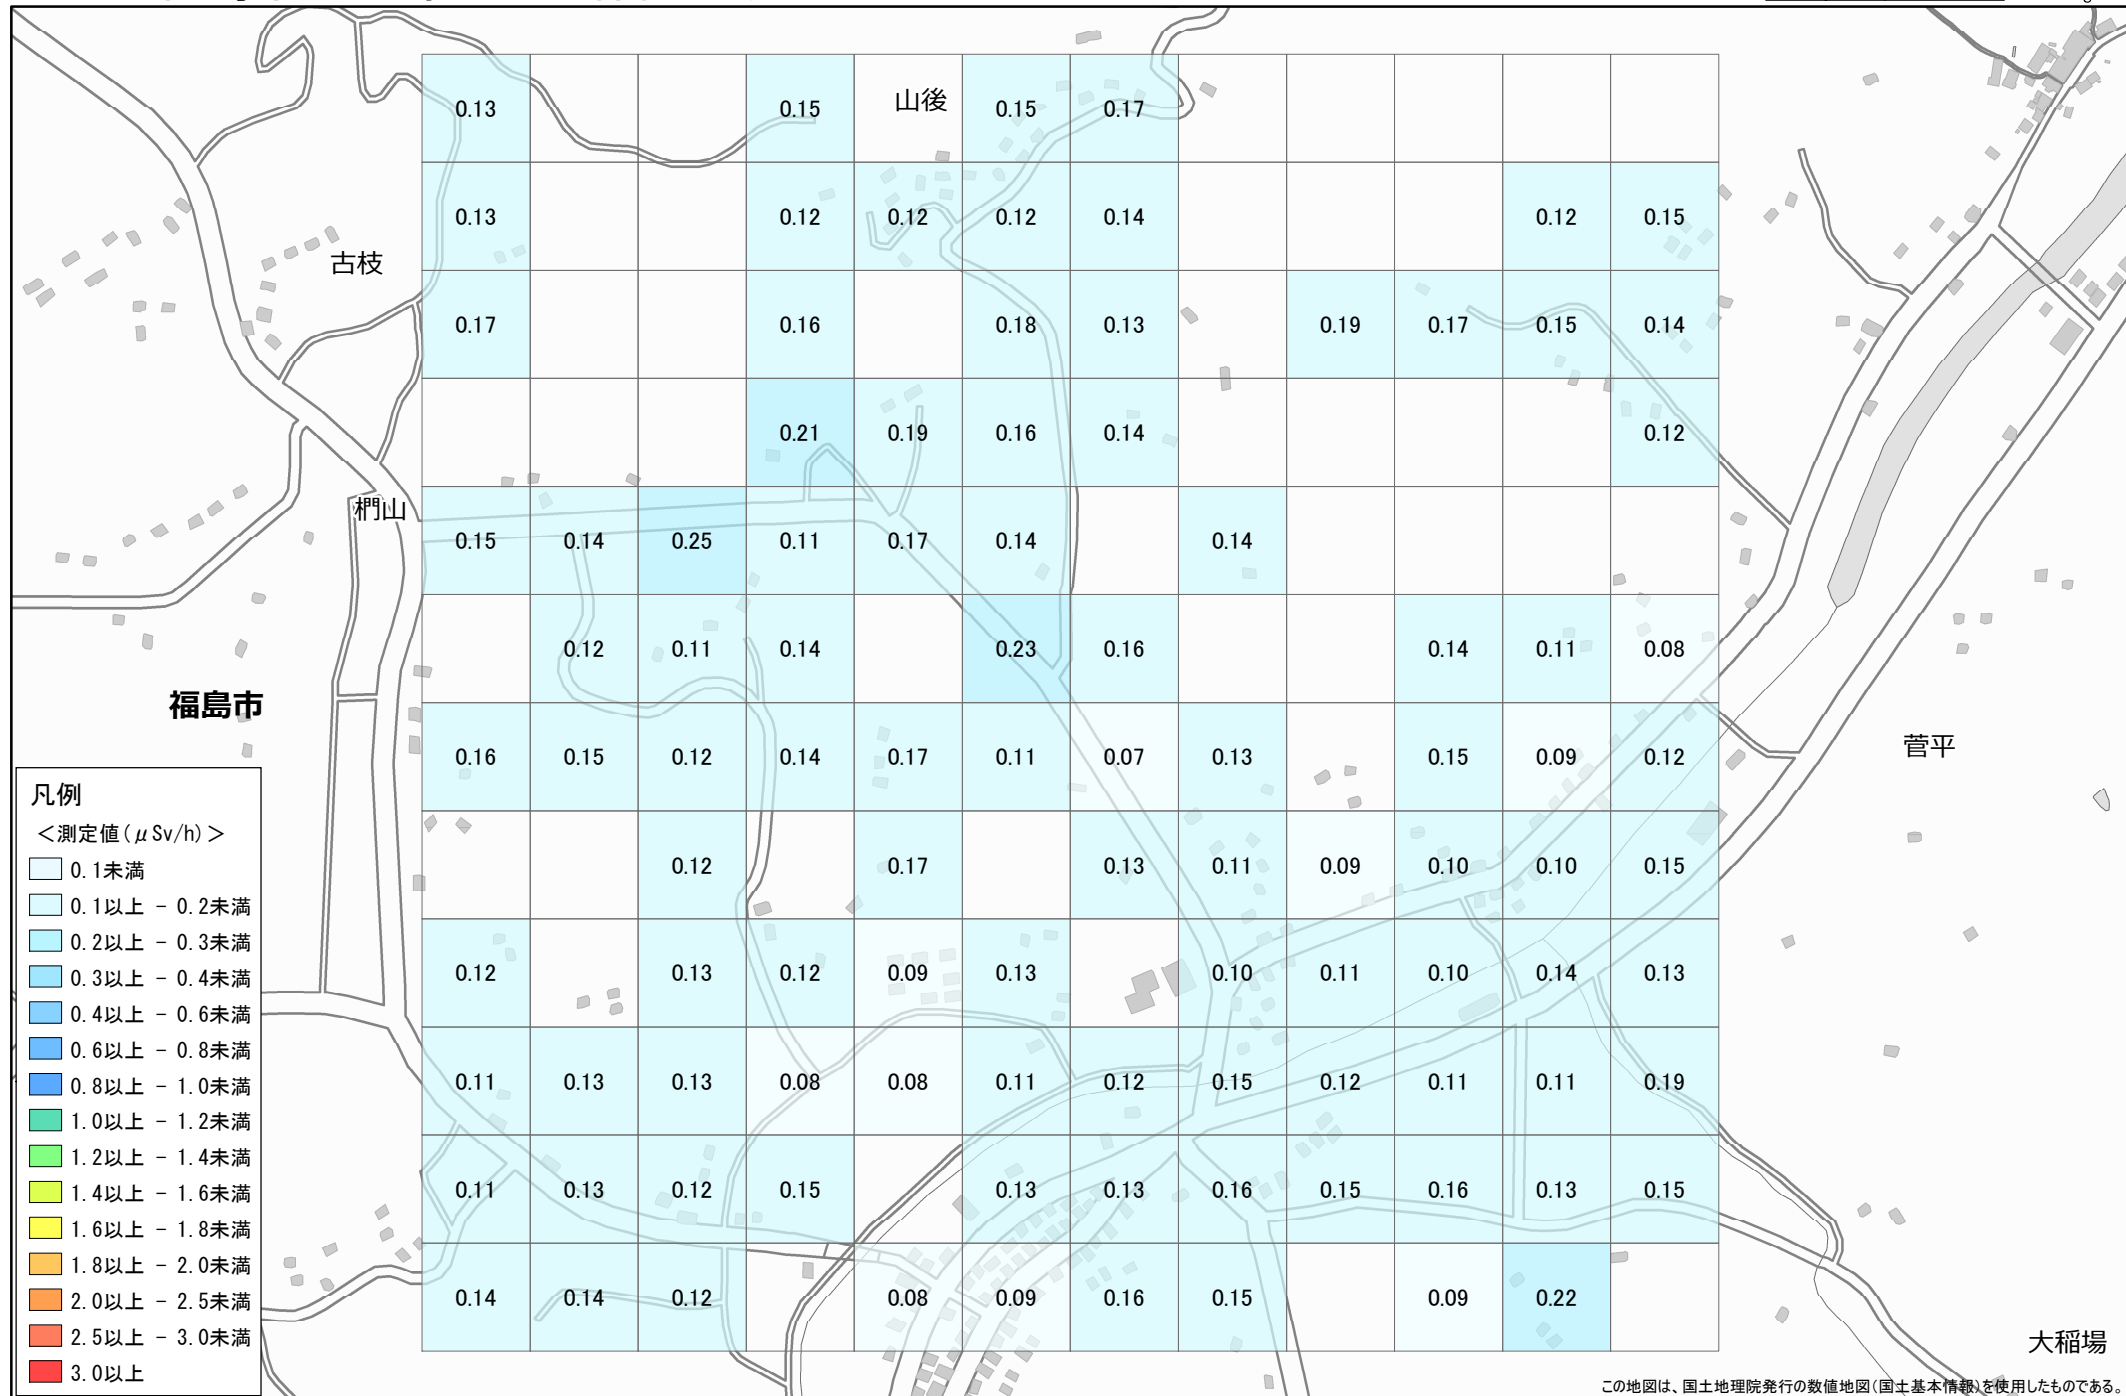 0.13 0.15 山後 0.15 0.17
0.13 0.12 0.12 0.12 0.14 0.12 0.15
古枝
0.17 0.16 0.18 0.13 0.19 0.17 0.15 0.14
0.21 0.19 0.16 0.14 0.12
椚山
0.15 0.14 0.25 0.11 0.17 0.14 0.14
0.12 0.11 0.14 0.23 0.16 0.14 0.11 0.08
福島市
0.16 0.15 0.12 0.14 0.17 0.11 0.07 0.13 0.15 0.09 0.12
菅平
0.12 0.17 0.13 0.11 0.09 0.10 0.10 0.15
0.12 0.13 0.12 0.09 0.13 0.10 0.11 0.10 0.14 0.13
0.11 0.13 0.13 0.08 0.08 0.11 0.12 0.15 0.12 0.11 0.11 0.19
0.11 0.13 0.12 0.15 0.13 0.13 0.16 0.15 0.16 0.13 0.15
0.14 0.14 0.12 0.08 0.09 0.16 0.15 0.09 0.22
大稲場
凡例
＜測定値(μSv/h)＞
0.1未満
0.1以上 - 0.2未満
0.2以上 - 0.3未満
0.3以上 - 0.4未満
0.4以上 - 0.6未満
0.6以上 - 0.8未満
0.8以上 - 1.0未満
1.0以上 - 1.2未満
1.2以上 - 1.4未満
1.4以上 - 1.6未満
1.6以上 - 1.8未満
1.8以上 - 2.0未満
2.0以上 - 2.5未満
2.5以上 - 3.0未満
3.0以上
この地図は、国土地理院発行の数値地図(国土基本情報)を使用したものである。